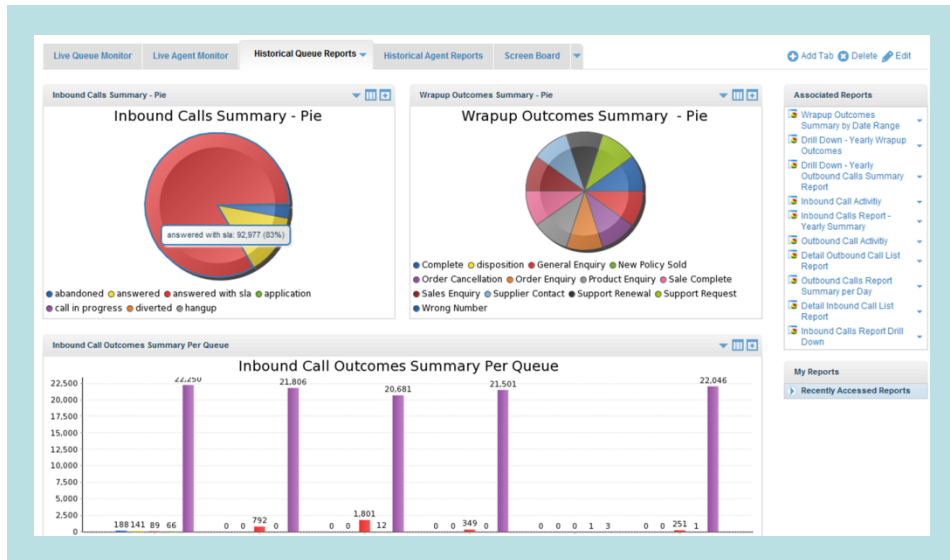 Live Queue Monitor
Live Agent Monitor
Historical Queue Reports
Historical Agent Reports
Screen Board
Add Tab
Delete
Edit
Inbound Calls Summary - Pie
Inbound Calls Summary - Pie
answered with sla: 92,977 (83%)
abandoned answered answered with sla application
call in progress diverted hangup
Wrapup Outcomes Summary - Pie
Wrapup Outcomes Summary - Pie
Complete disposition General Enquiry New Policy Sold
Order Cancellation Order Enquiry Product Enquiry Sale Complete
Sales Enquiry Supplier Contact Support Renewal Support Request
Wrong Number
Associated Reports
Wrapup Outcomes
Summary by Date Range
Drill Down - Yearly Wrapup
Outcomes
Drill Down - Yearly
Outbound Calls Summary
Report
Inbound Call Activitiy
Inbound Calls Report -
Yearly Summary
Outbound Call Activitiy
Detail Outbound Call List
Report
Outbound Calls Report
Summary per Day
Detail Inbound Call List
Report
Inbound Calls Report Drill
Down
My Reports
Recently Accessed Reports
Inbound Call Outcomes Summary Per Queue
Inbound Call Outcomes Summary Per Queue
22,250 21,806 20,681 21,501 22,046
22,500
20,000
17,500
15,000
12,500
10,000
7,500
5,000
2,500
0
188 141 89 66 0 0 792 0 0 0 1,801 12 0 0 349 0 0 0 0 1 3 0 0 251 1